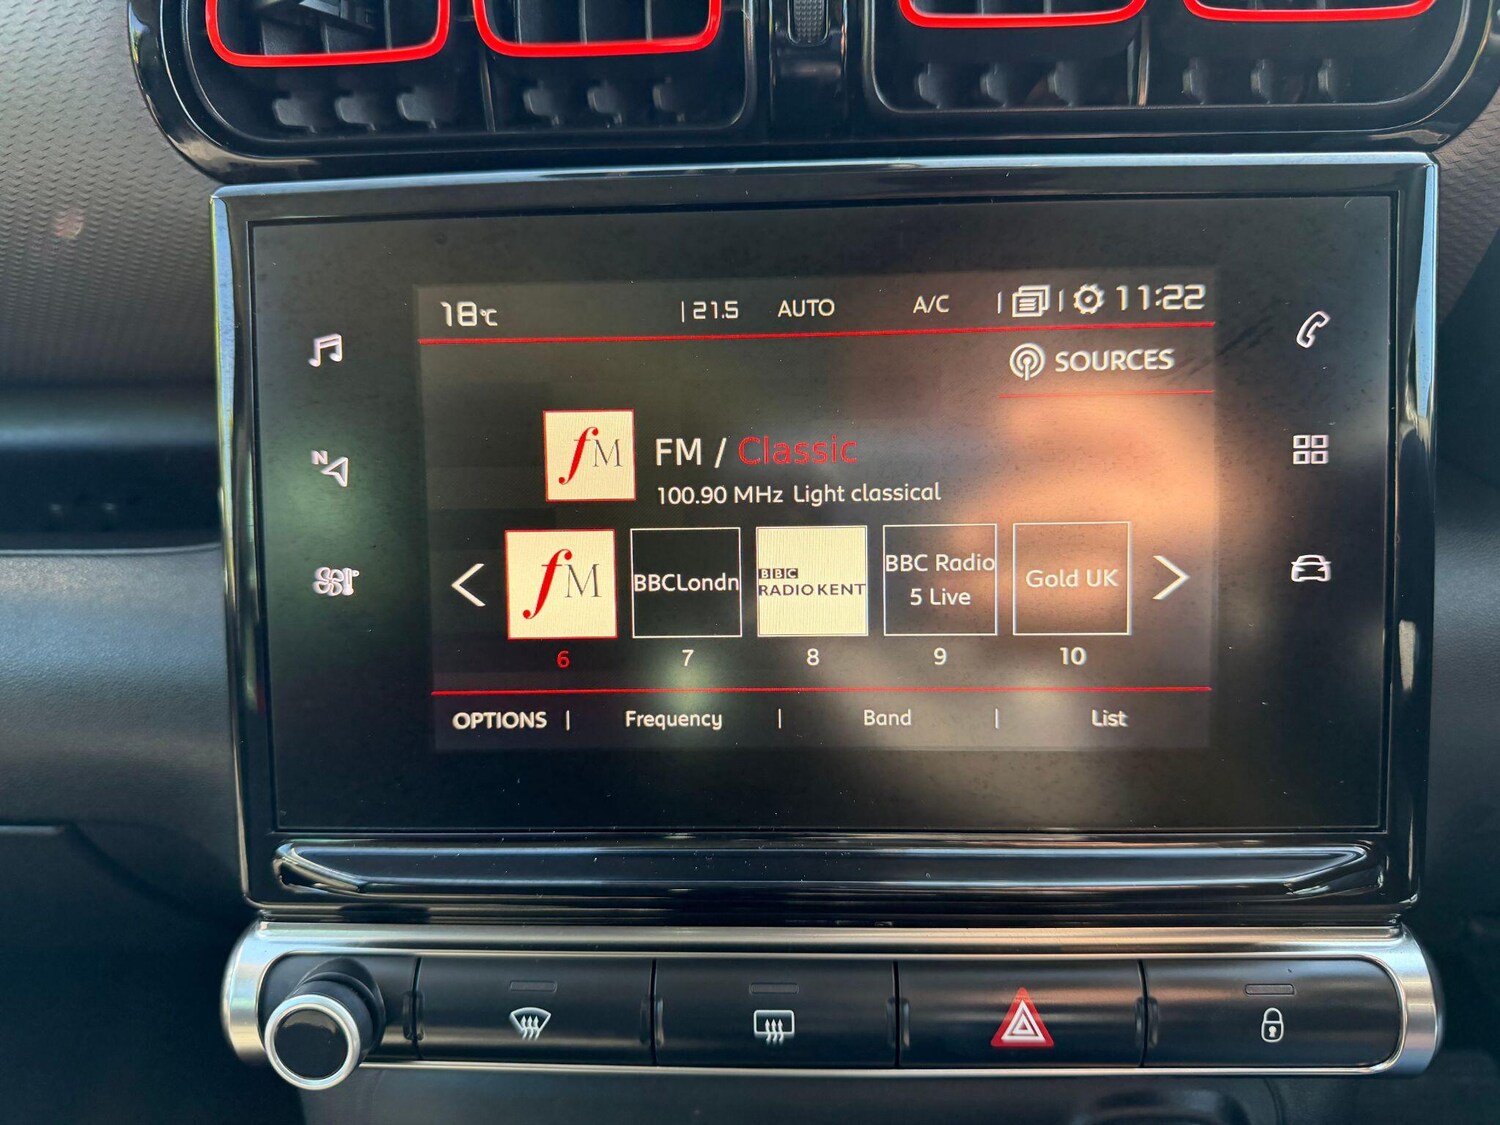 18°C | 21.5 AUTO A/C | | 11:22
SOURCES
fM FM / Classic
100.90 MHz Light classical
N
fM BBCLondn BBC RADIO KENT BBC Radio 5 Live Gold UK
6 7 8 9 10
OPTIONS | Frequency | Band | List